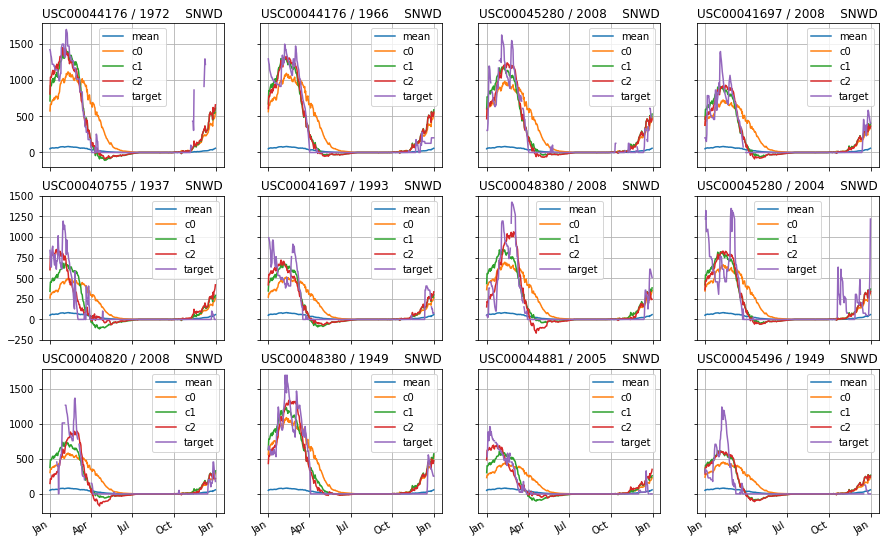 USC00044176 / 1972 SNWD
USC00044176 / 1966 SNWD
USC00045280 / 2008 SNWD
USC00041697 / 2008 SNWD
1500
1000
500
0
mean
c0
c1
c2
target
mean
c0
c1
c2
target
mean
c0
c1
c2
target
mean
c0
c1
c2
target
USC00040755 / 1937 SNWD
USC00041697 / 1993 SNWD
USC00048380 / 2008 SNWD
USC00045280 / 2004 SNWD
1500
1250
1000
750
500
250
0
−250
mean
c0
c1
c2
target
mean
c0
c1
c2
target
mean
c0
c1
c2
target
mean
c0
c1
c2
target
USC00040820 / 2008 SNWD
USC00048380 / 1949 SNWD
USC00044881 / 2005 SNWD
USC00045496 / 1949 SNWD
1500
1000
500
0
mean
c0
c1
c2
target
mean
c0
c1
c2
target
mean
c0
c1
c2
target
mean
c0
c1
c2
target
Jan Apr Jul Oct Jan
Jan Apr Jul Oct Jan
Jan Apr Jul Oct Jan
Jan Apr Jul Oct Jan